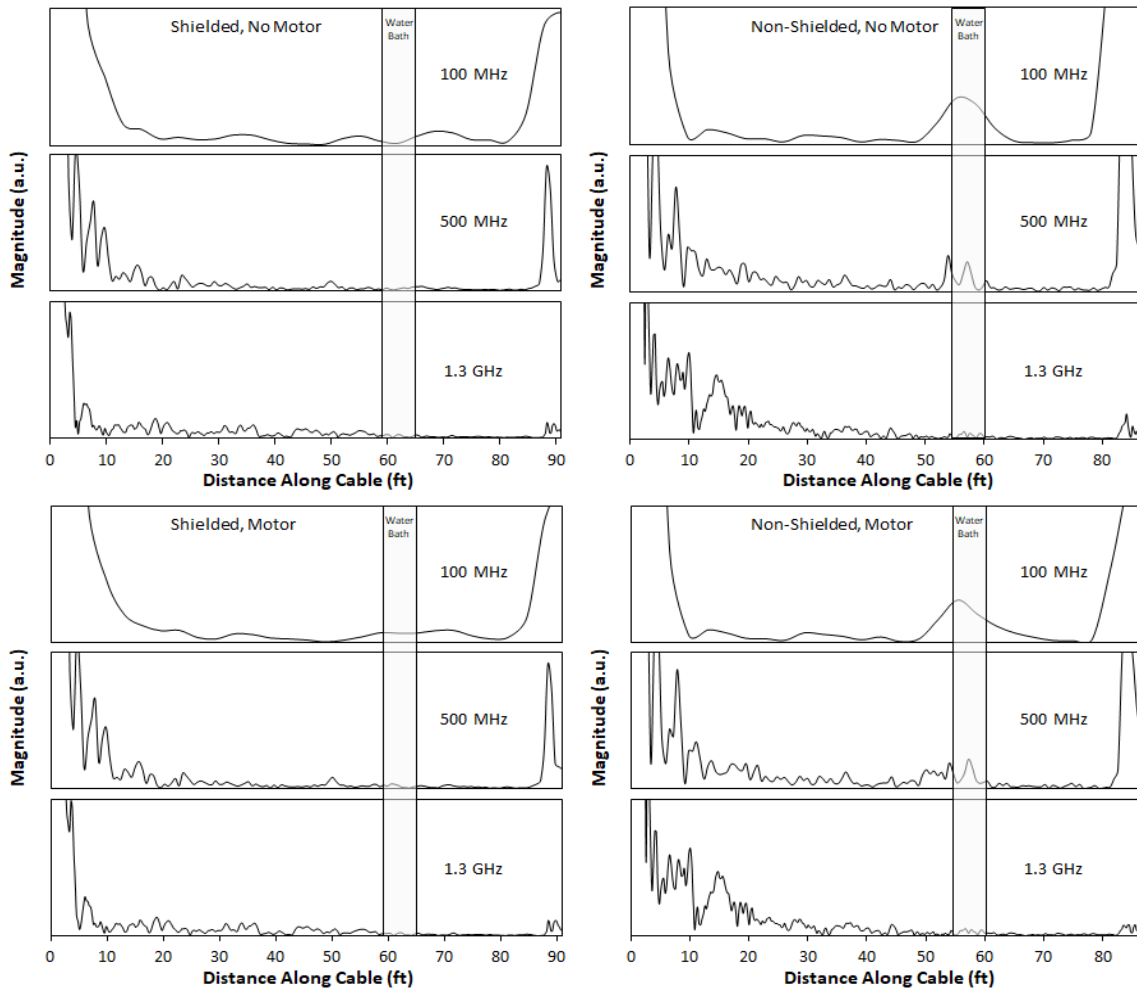 Shielded, No Motor
Water
Bath
100 MHz
500 MHz
1.3 GHz
Magnitude (a.u.)
0 10 20 30 40 50 60 70 80 90
Distance Along Cable (ft)
Non-Shielded, No Motor
Water
Bath
100 MHz
500 MHz
1.3 GHz
Magnitude (a.u.)
0 10 20 30 40 50 60 70 80
Distance Along Cable (ft)
Shielded, Motor
Water
Bath
100 MHz
500 MHz
1.3 GHz
Magnitude (a.u.)
0 10 20 30 40 50 60 70 80 90
Distance Along Cable (ft)
Non-Shielded, Motor
Water
Bath
100 MHz
500 MHz
1.3 GHz
Magnitude (a.u.)
0 10 20 30 40 50 60 70 80
Distance Along Cable (ft)